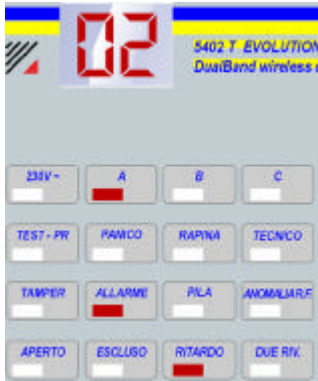 02
5402 T EVOLUTION
DualBand wireless
230V~ A B C
TEST - PR PANICO RAPINA TECNICO
TAMPER ALLARME PILA ANOMALIA R.F.
APERTO ESCLUSO RITARDO DUE RIV.